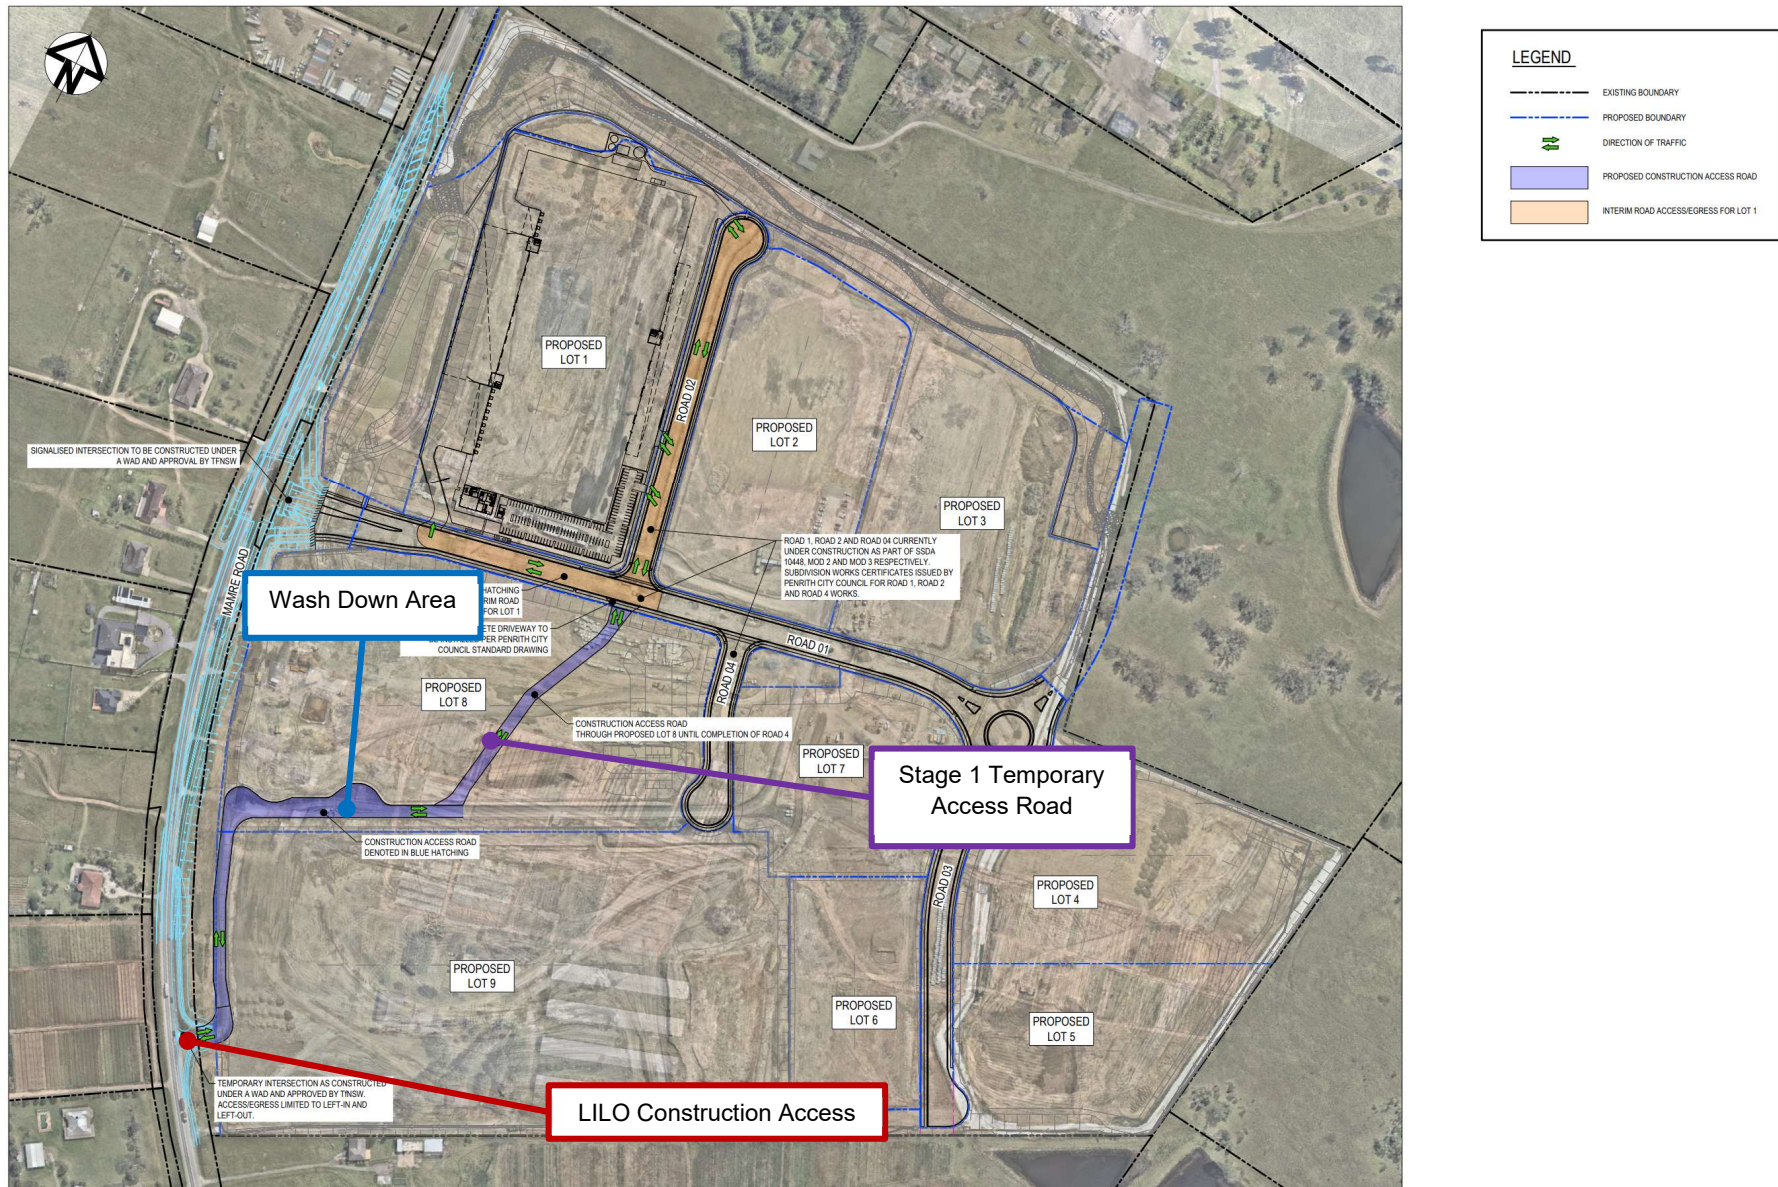 N
LEGEND
EXISTING BOUNDARY
PROPOSED BOUNDARY
DIRECTION OF TRAFFIC
PROPOSED CONSTRUCTION ACCESS ROAD
INTERIM ROAD ACCESS/EGRESS FOR LOT 1
PROPOSED
LOT 1
ROAD 02
PROPOSED
LOT 2
SIGNALISED INTERSECTION TO BE CONSTRUCTED UNDER
A WAD AND APPROVAL BY TFNSW
PROPOSED
LOT 3
ROAD 1, ROAD 2 AND ROAD 04 CURRENTLY
UNDER CONSTRUCTION AS PART OF SSDA
10448, MOD 2 AND MOD 3 RESPECTIVELY.
SUBDIVISION WORKS CERTIFICATES ISSUED BY
PENRITH CITY COUNCIL FOR ROAD 1, ROAD 2
AND ROAD 4 WORKS.
MAMRE ROAD
Wash Down Area
HATCHING
RIM ROAD
FOR LOT 1
ETE DRIVEWAY TO
PER PENRITH CITY
COUNCIL STANDARD DRAWING
ROAD 01
ROAD 04
PROPOSED
LOT 8
CONSTRUCTION ACCESS ROAD
THROUGH PROPOSED LOT 8 UNTIL COMPLETION OF ROAD 4
PROPOSED
LOT 7
Stage 1 Temporary
Access Road
CONSTRUCTION ACCESS ROAD
DENOTED IN BLUE HATCHING
ROAD 03
PROPOSED
LOT 4
PROPOSED
LOT 9
PROPOSED
LOT 6
PROPOSED
LOT 5
TEMPORARY INTERSECTION AS CONSTRUCTED
UNDER A WAD AND APPROVED BY TfNSW.
ACCESS/EGRESS LIMITED TO LEFT-IN AND
LEFT-OUT.
LILO Construction Access